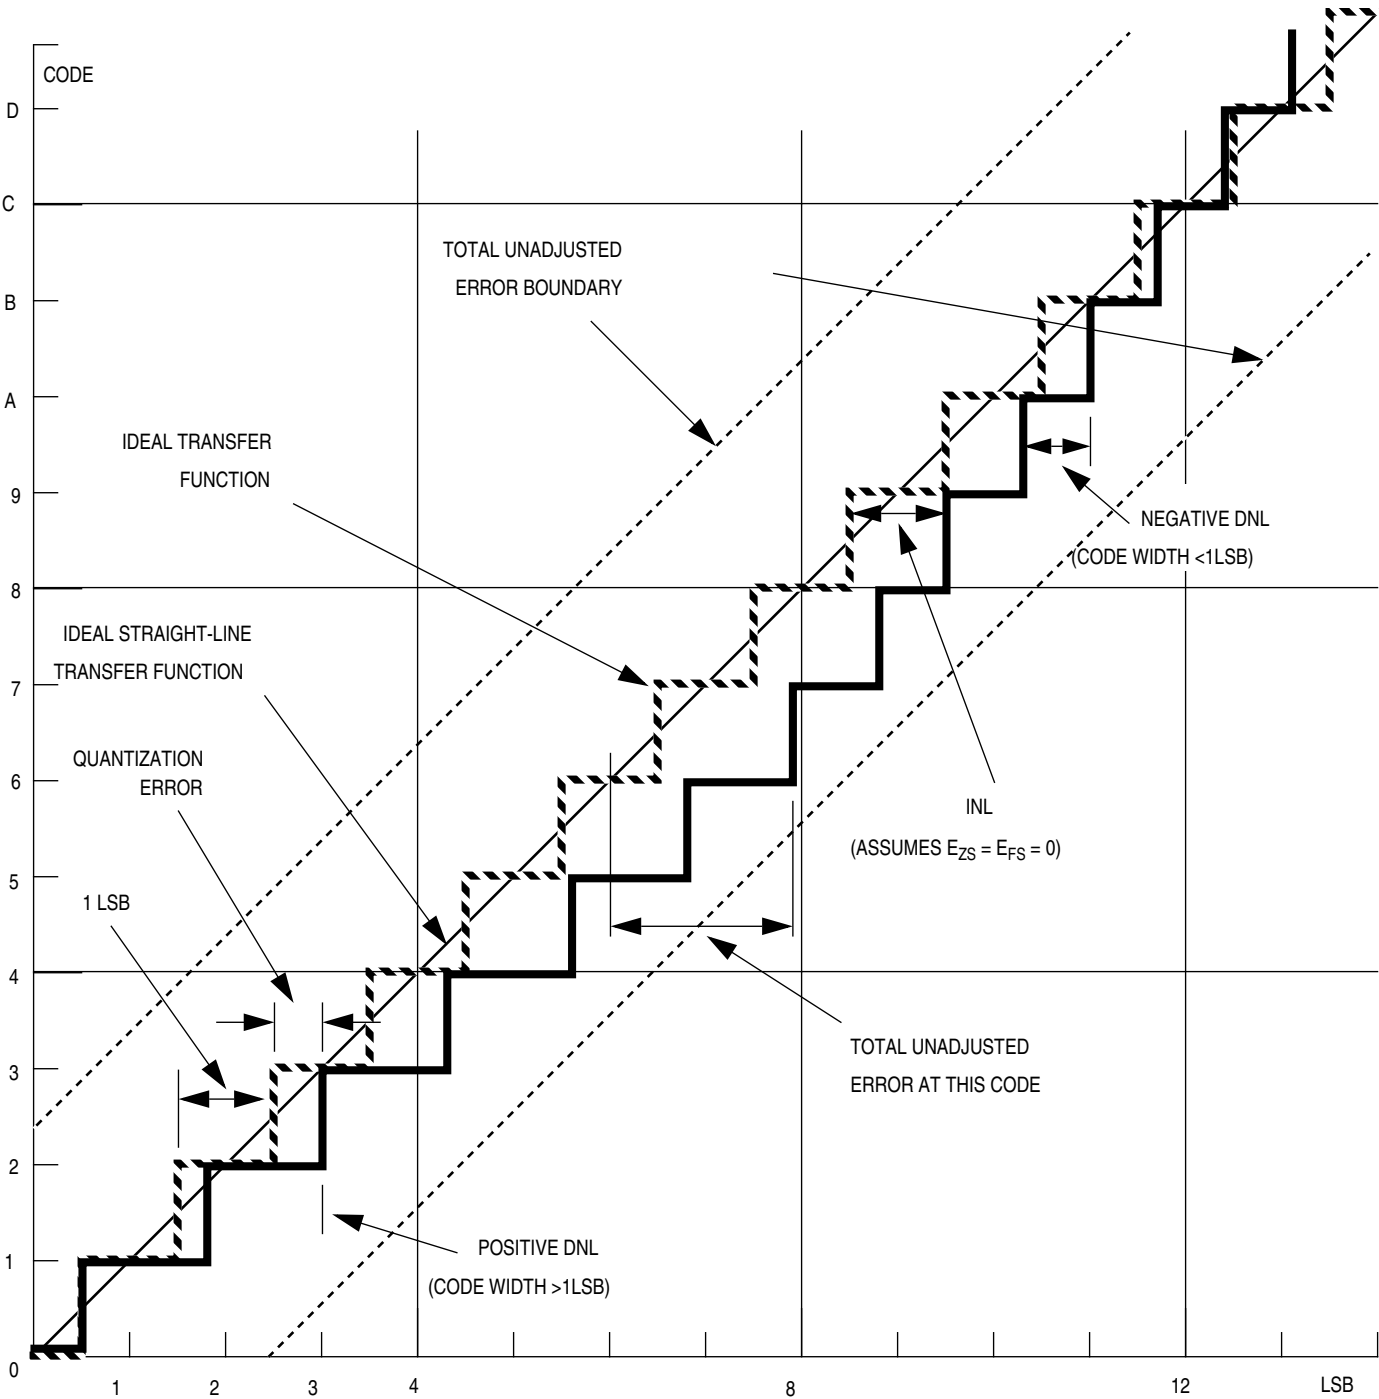 CODE
D
C
TOTAL UNADJUSTED
ERROR BOUNDARY
B
A
IDEAL TRANSFER
FUNCTION
9
NEGATIVE DNL
(CODE WIDTH <1LSB)
8
IDEAL STRAIGHT-LINE
TRANSFER FUNCTION
7
QUANTIZATION
ERROR
6
INL
(ASSUMES EZS = EFS = 0)
5
1 LSB
4
TOTAL UNADJUSTED
ERROR AT THIS CODE
3
2
POSITIVE DNL
(CODE WIDTH >1LSB)
1
0
1 2 3 4 8 12 LSB